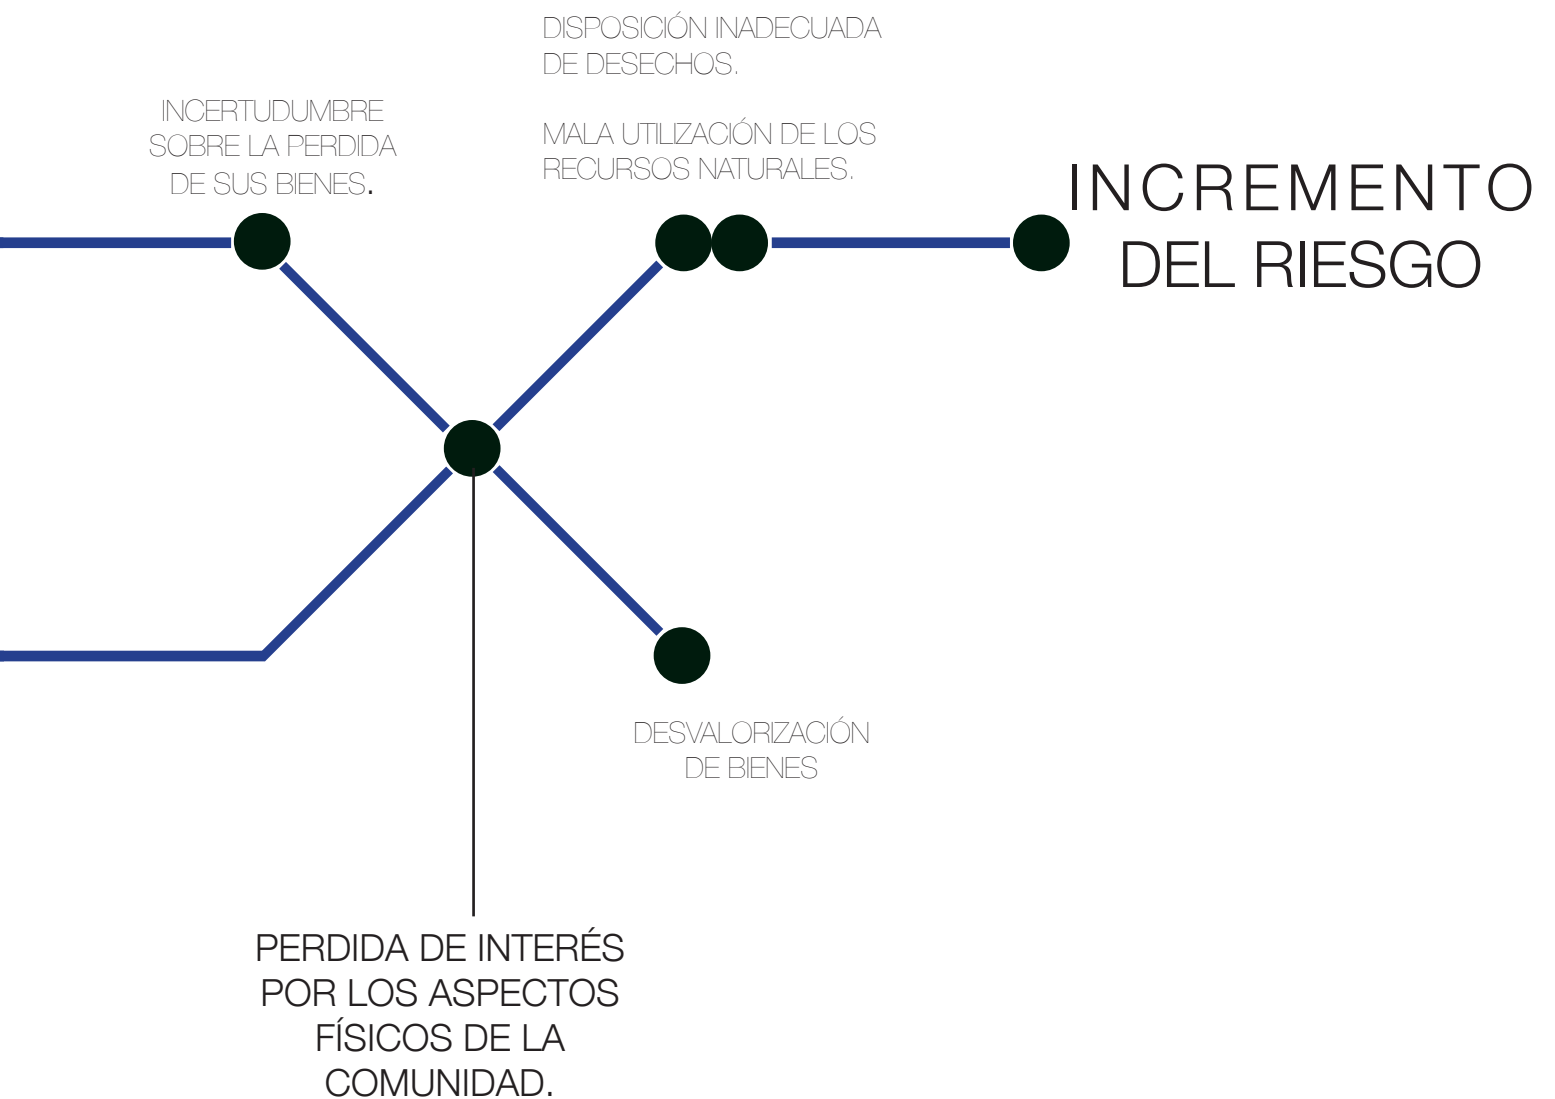 DISPOSICIÓN INADECUADA
DE DESECHOS.
MALA UTILIZACIÓN DE LOS
RECURSOS NATURALES.
INCERTUDUMBRE
SOBRE LA PERDIDA
DE SUS BIENES.
INCREMENTO
DEL RIESGO
DESVALORIZACIÓN
DE BIENES
PERDIDA DE INTERÉS
POR LOS ASPECTOS
FÍSICOS DE LA
COMUNIDAD.